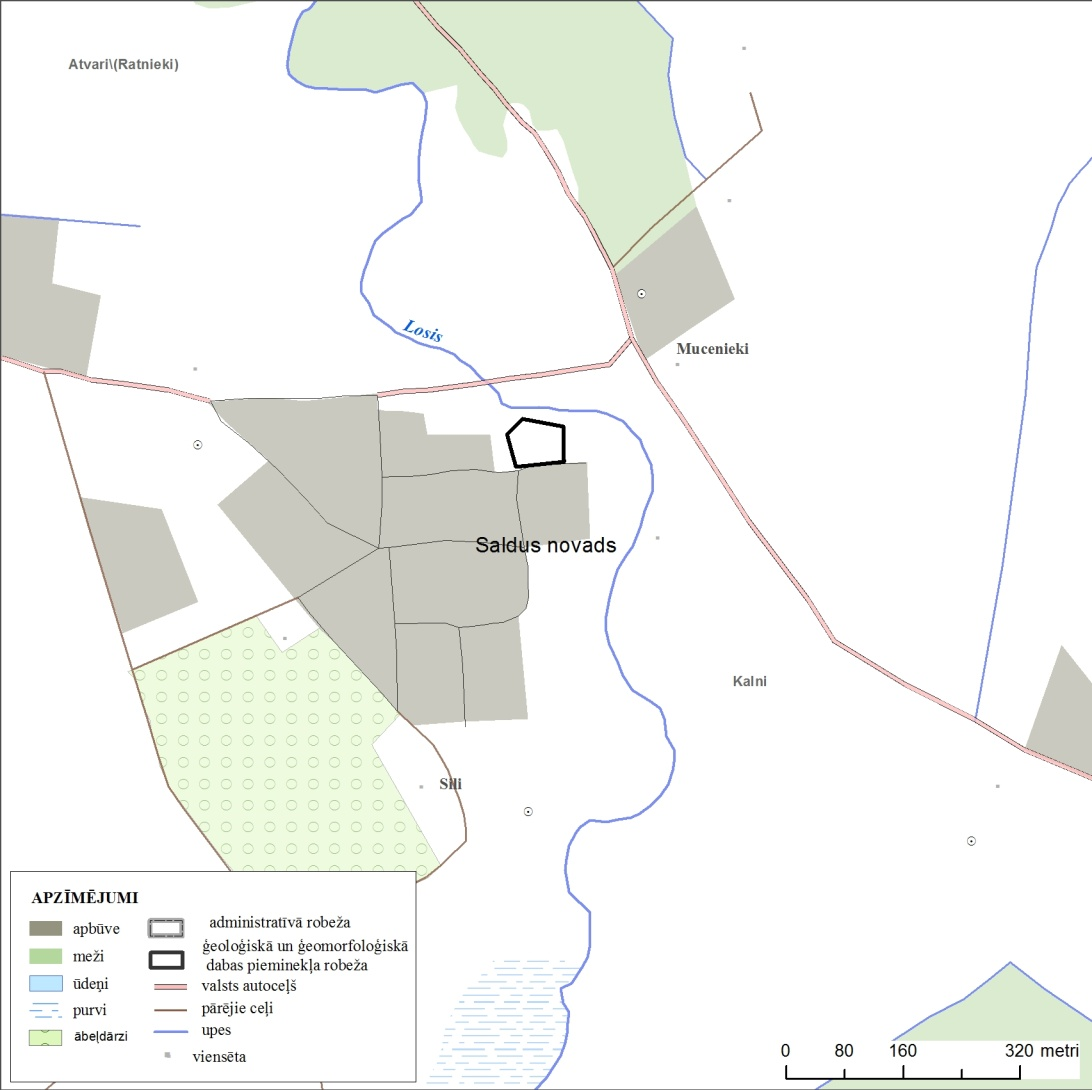 Atvari\(Ratnieki)
Losis
Mucenieki
Saldus novads
Kalni
Sili
APZĪMĒJUMI
apbūve
meži
ūdeņi
purvi
ābeļdārzi
administratīvā robeža
ģeoloģiskā un ģeomorfoloģiskā
dabas pieminekļa robeža
valsts autoceļš
pārējie ceļi
upes
viensēta
0 80 160 320 metri